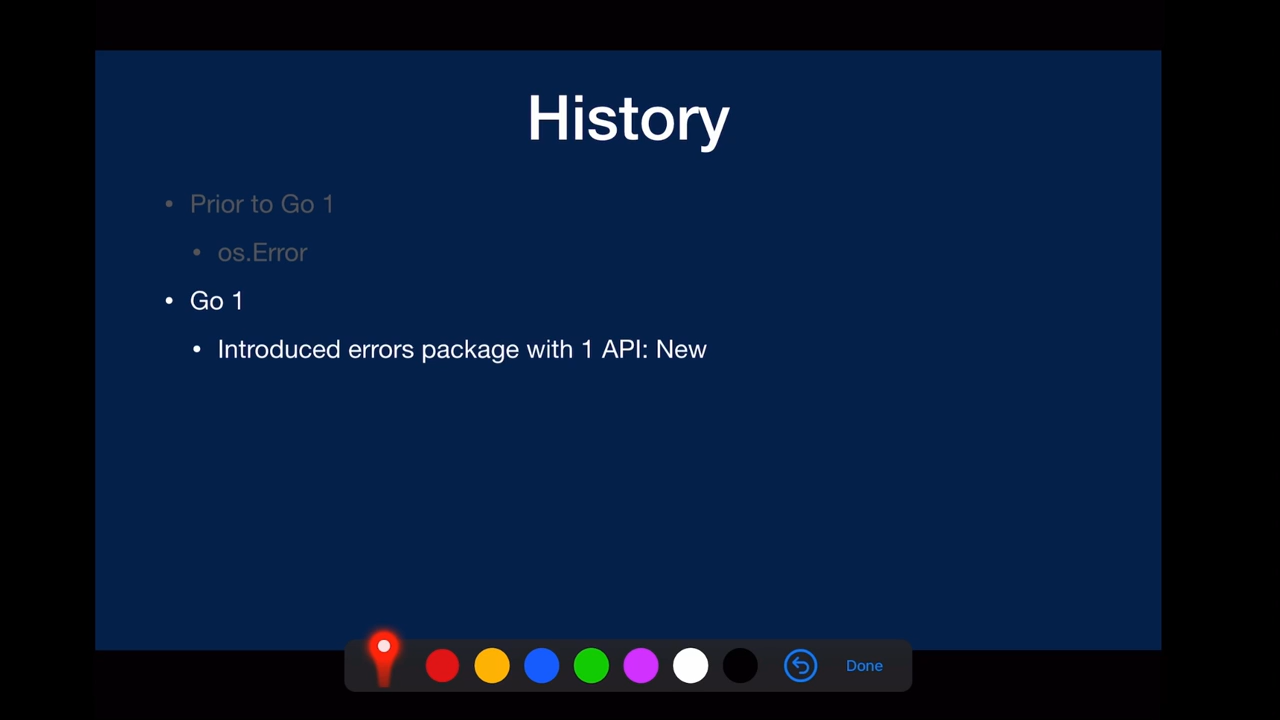 History
• Prior to Go 1
• os.Error
• Go 1
• Introduced errors package with 1 API: New
Done